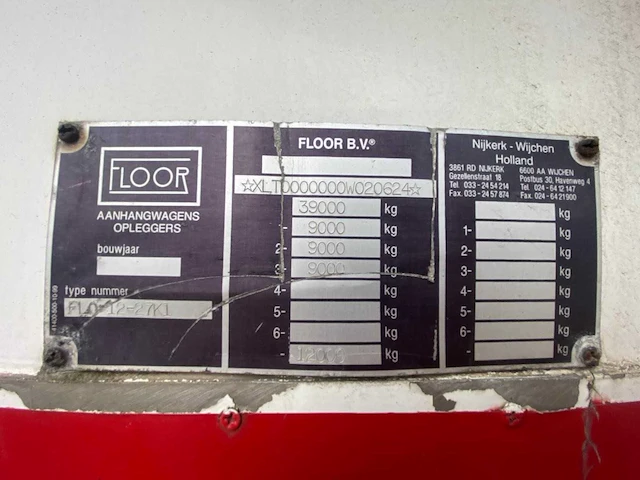 FLOOR
AANHANGWAGENS
OPLEGGERS
bouwjaar
type nummer
FLO-12-27K1
FLOOR B.V.®
☆XLTO000000W020624☆
39000 kg
1- 9000 kg
2- 9000 kg
3- 9000 kg
4- kg
5- kg
6- kg
- 12000 kg
Nijkerk - Wijchen
Holland
3861 RD NIJKERK 6600 AA WIJCHEN
Gezellenstraat 18 Postbus 30, Havenweg 4
Tel. 033 - 24 54 214 Tel. 024 - 64 12 147
Fax. 033 - 24 57 874 Fax. 024 - 64 21 900
kg
1- kg
2- kg
3- kg
4- kg
5- kg
6- kg
- kg